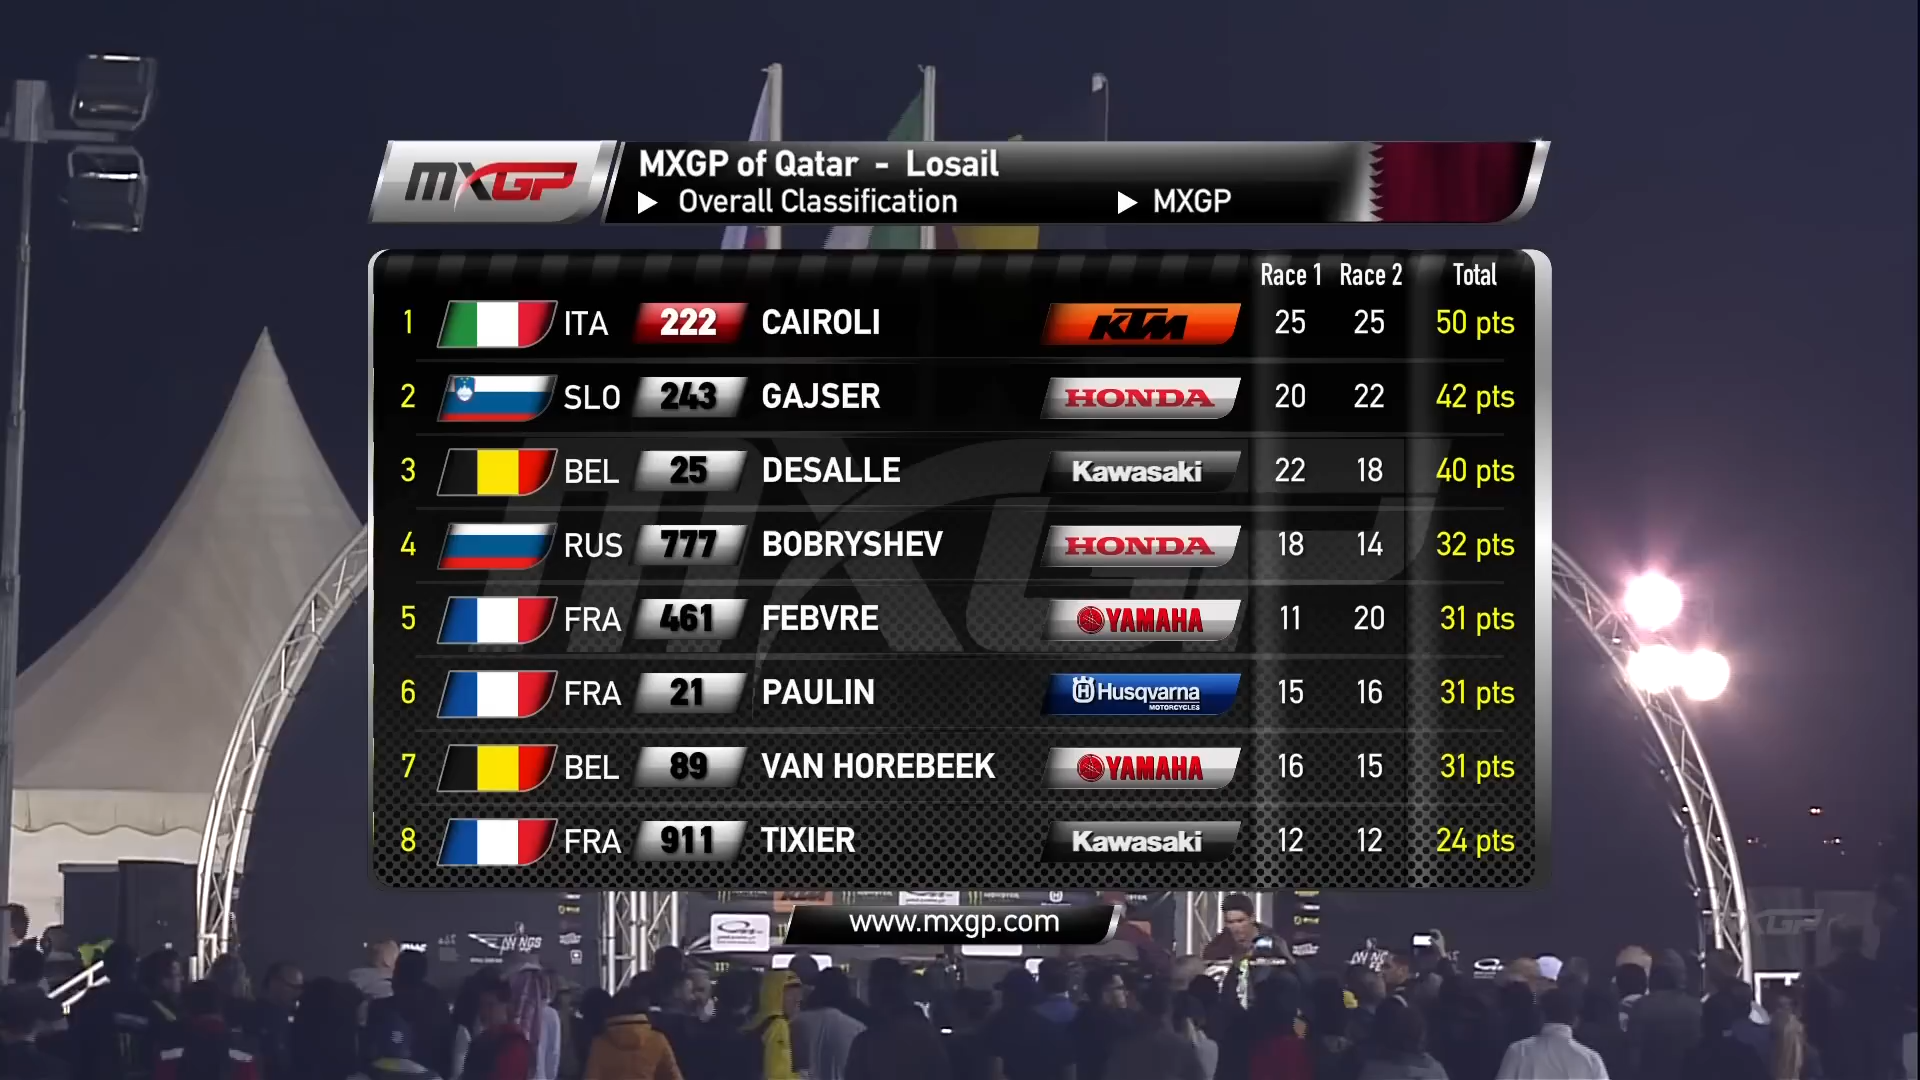 MXGP
MXGP of Qatar - Losail
Overall Classification MXGP
Race 1 Race 2 Total
1 ITA 222 CAIROLI KTM 25 25 50 pts
2 SLO 243 GAJSER HONDA 20 22 42 pts
3 BEL 25 DESALLE Kawasaki 22 18 40 pts
4 RUS 777 BOBRYSHEV HONDA 18 14 32 pts
5 FRA 461 FEBVRE YAMAHA 11 20 31 pts
6 FRA 21 PAULIN Husqvarna MOTORCYCLES 15 16 31 pts
7 BEL 89 VAN HOREBEEK YAMAHA 16 15 31 pts
8 FRA 911 TIXIER Kawasaki 12 12 24 pts
MXGP
www.mxgp.com
MXGP